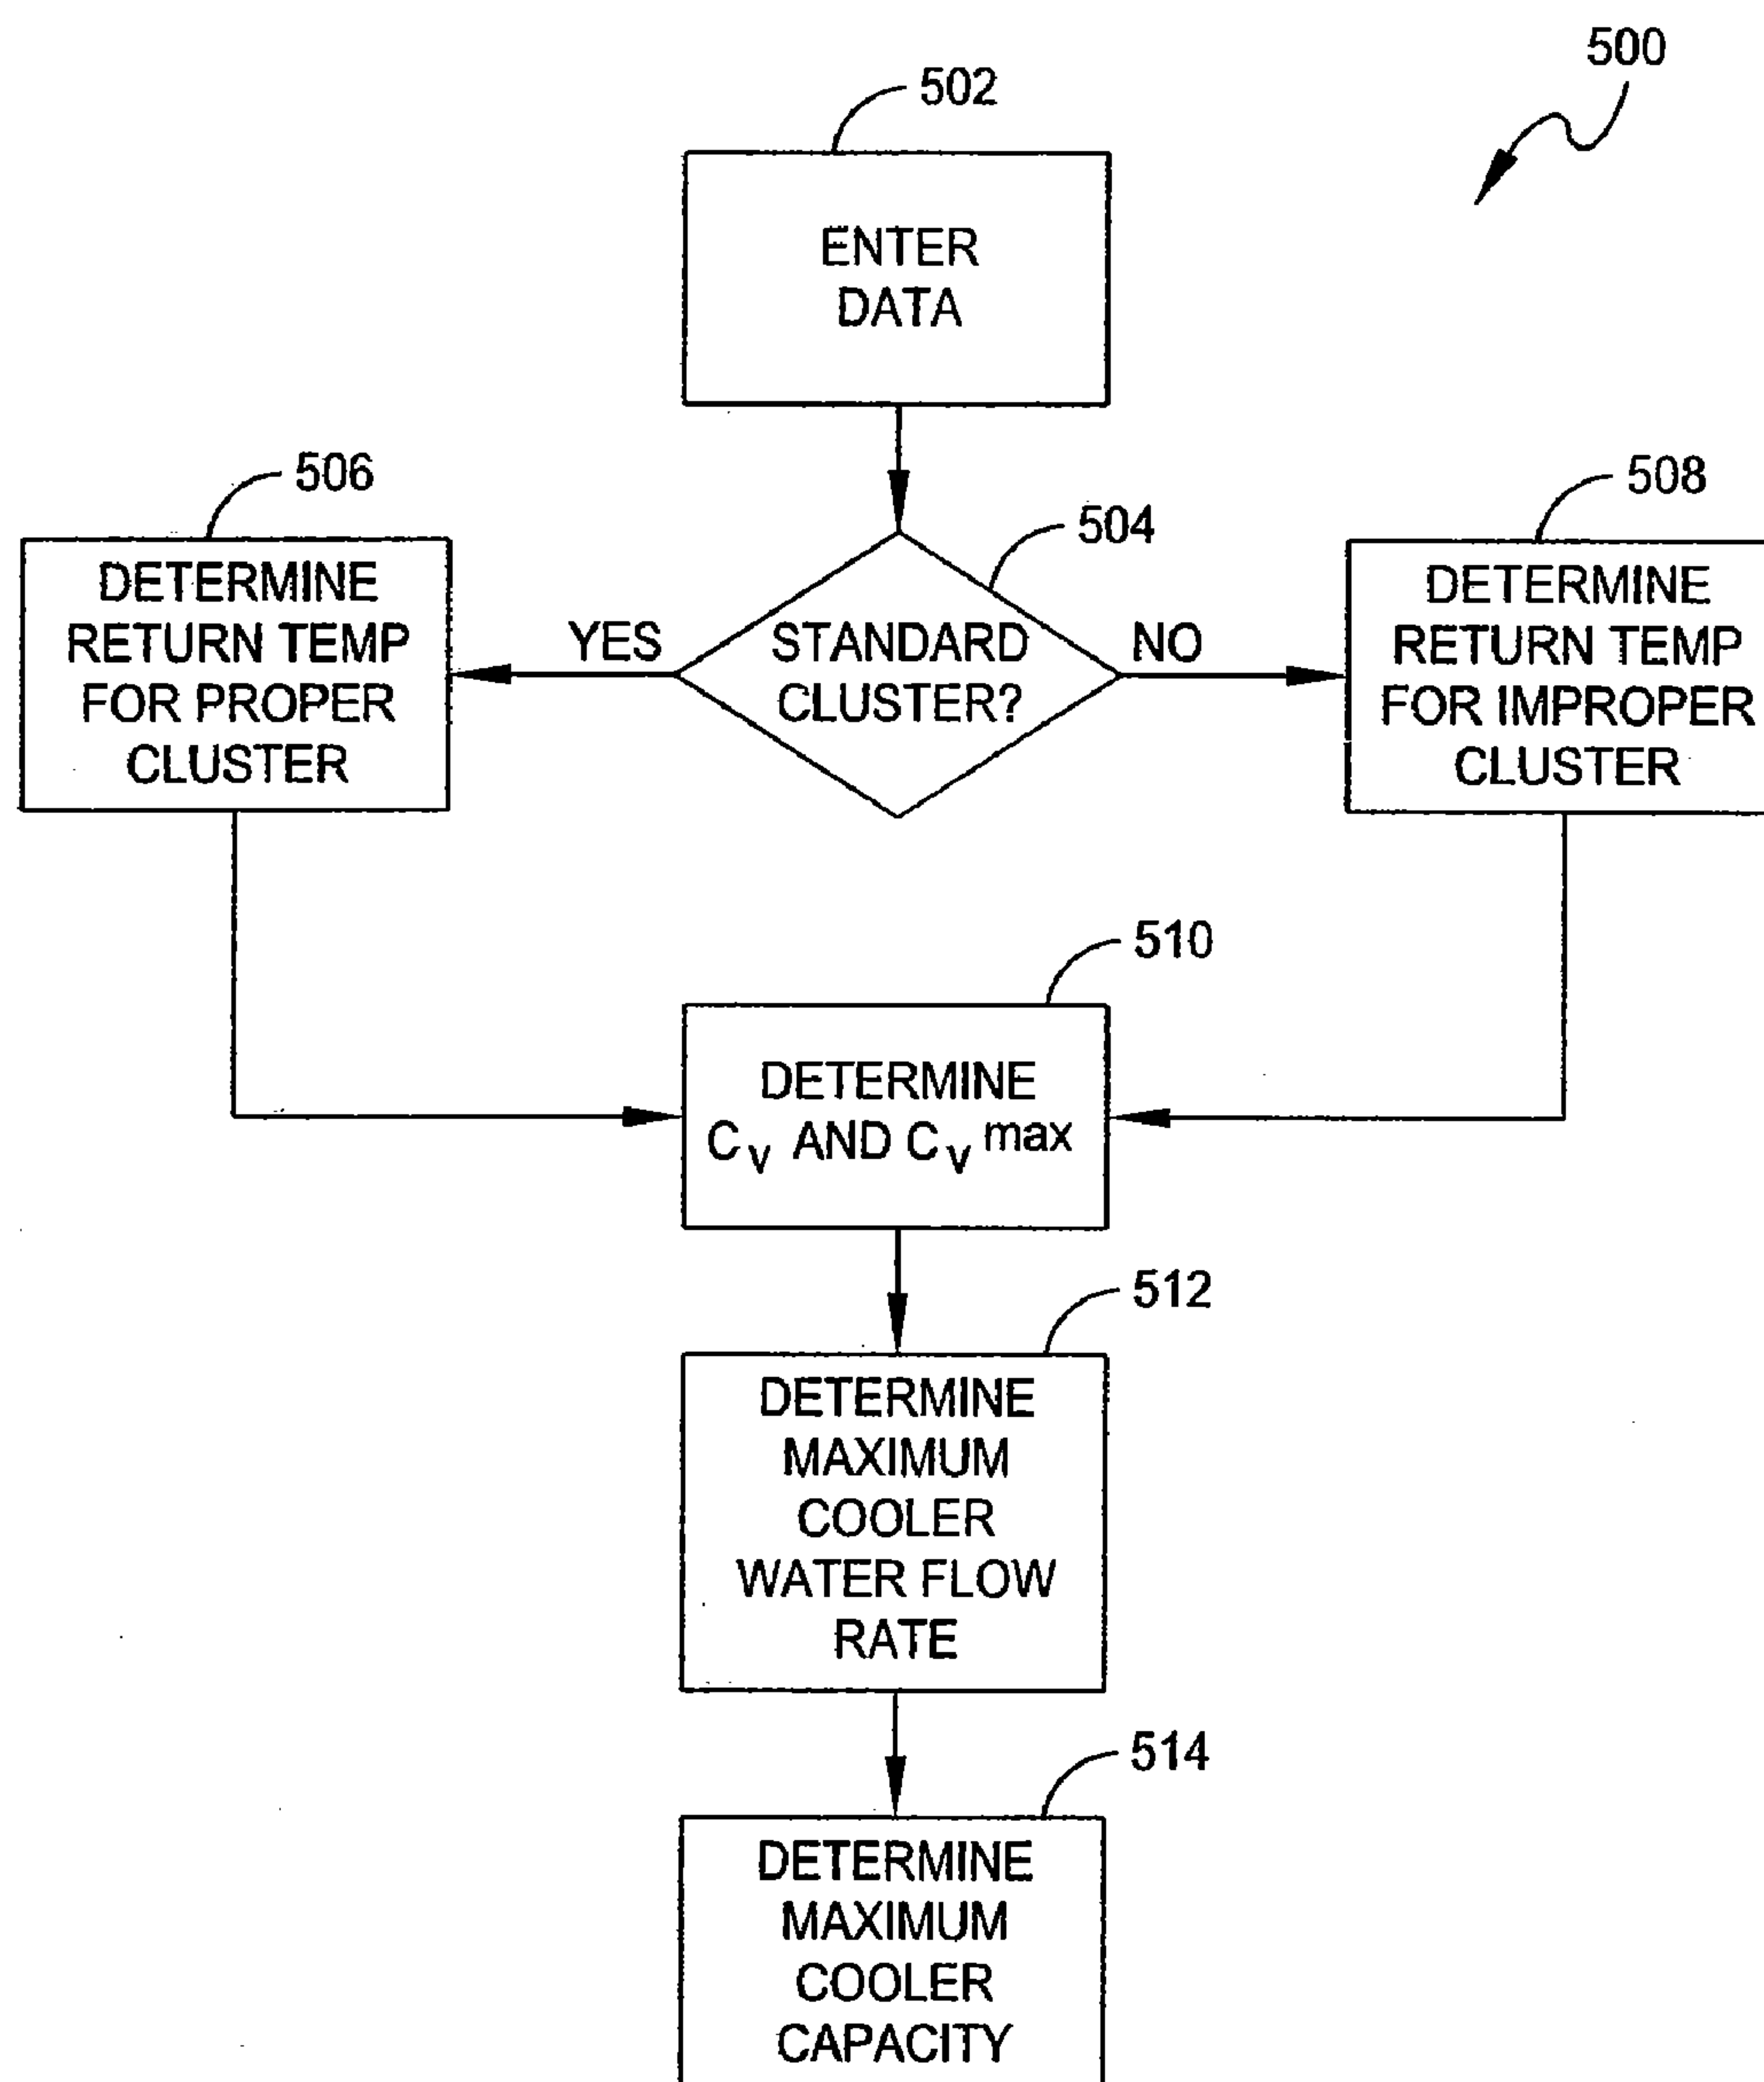 500
502
ENTER
DATA
506
508
504
DETERMINE
RETURN TEMP
FOR PROPER
CLUSTER
YES
STANDARD
CLUSTER?
NO
DETERMINE
RETURN TEMP
FOR IMPROPER
CLUSTER
510
DETERMINE
Cv AND Cv max
512
DETERMINE
MAXIMUM
COOLER
WATER FLOW
RATE
514
DETERMINE
MAXIMUM
COOLER
CAPACITY